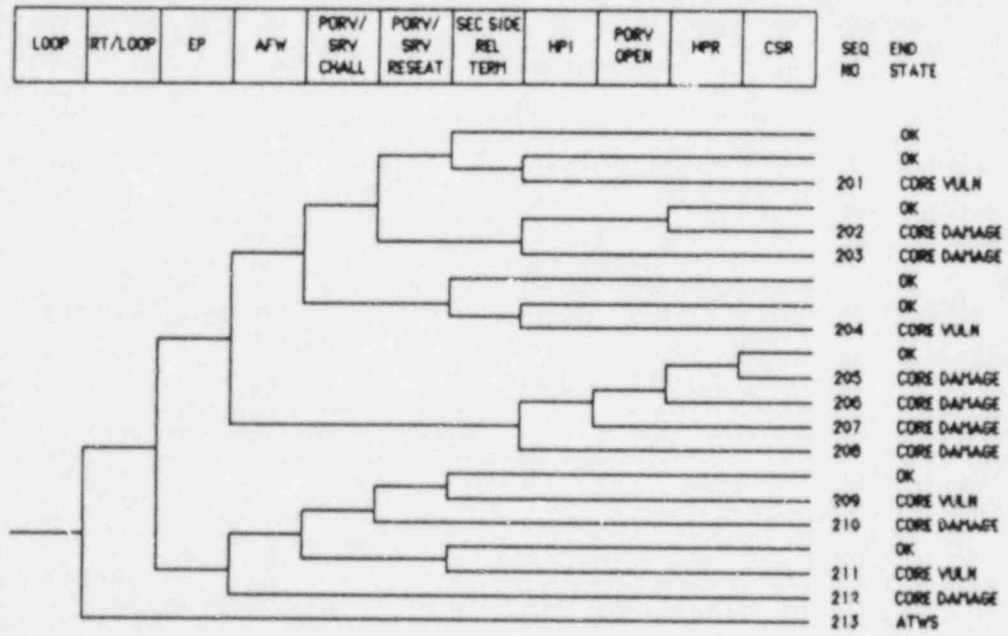 LOOP RT/LOOP EP AFW PORV/ SRV CHALL PORV/ SRV RESEAT SEC SIDE REL TERM HPI PORV OPEN HPR CSR SEQ NO END STATE
OK
OK
201 CORE VULN
OK
202 CORE DAMAGE
203 CORE DAMAGE
OK
OK
204 CORE VULN
OK
205 CORE DAMAGE
206 CORE DAMAGE
207 CORE DAMAGE
208 CORE DAMAGE
OK
209 CORE VULN
210 CORE DAMAGE
OK
211 CORE VULN
212 CORE DAMAGE
213 ATWS